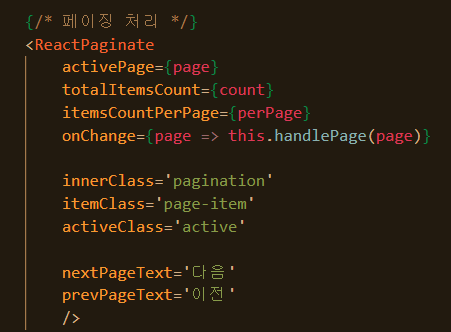 {/* 페이징 처리 */}
<ReactPaginate
activePage={page}
totalItemsCount={count}
itemsCountPerPage={perPage}
onChange={page => this.handlePage(page)}
innerClass='pagination'
itemClass='page-item'
activeClass='active'
nextPageText='다음'
prevPageText='이전'
/>